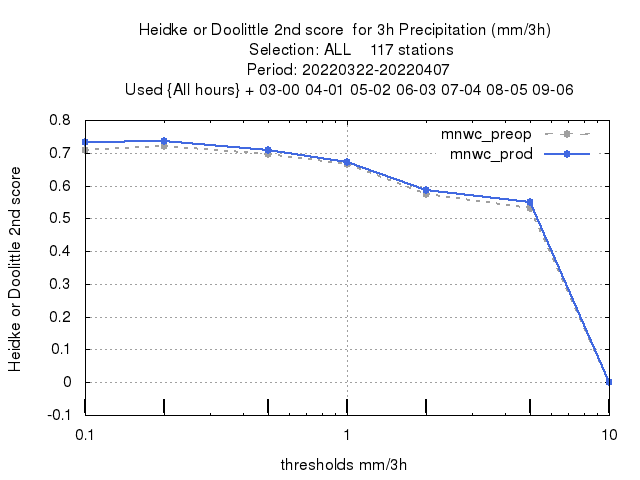 Heidke or Doolittle 2nd score  for 3h Precipitation (mm/3h)
Selection: ALL    117 stations
Period: 20220322-20220407
Used {All hours} + 03-00 04-01 05-02 06-03 07-04 08-05 09-06
mnwc_preop
mnwc_prod
0.8
0.7
0.6
0.5
0.4
0.3
0.2
0.1
0
-0.1
Heidke or Doolittle 2nd score
0.1 1 10
thresholds mm/3h